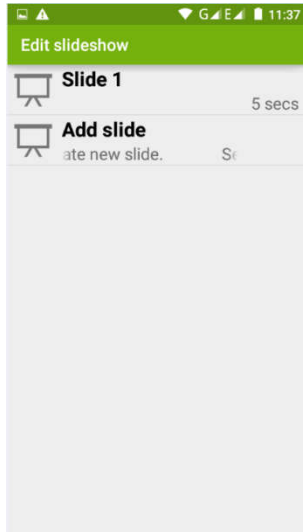 G E 11:37
Edit slideshow
Slide 1
5 secs
Add slide
ate new slide.